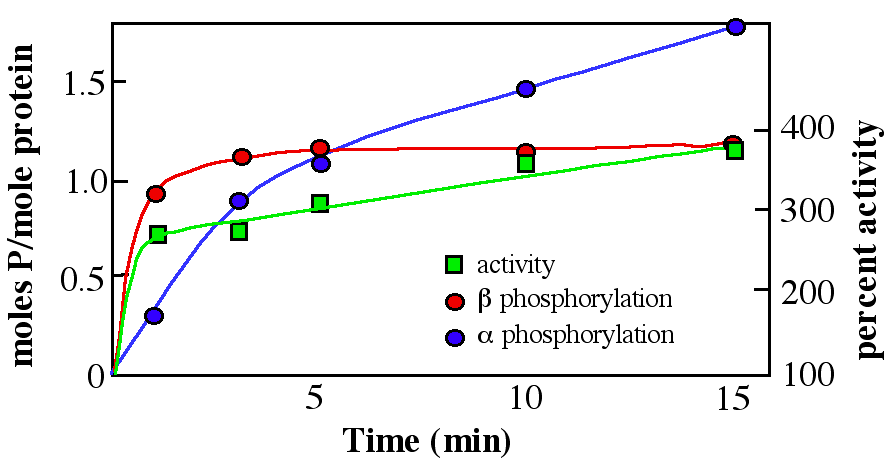 moles P/mole protein
1.5
1.0
0.5
0
400
300
200
100
percent activity
activity
β phosphorylation
α phosphorylation
5
10
15
Time (min)